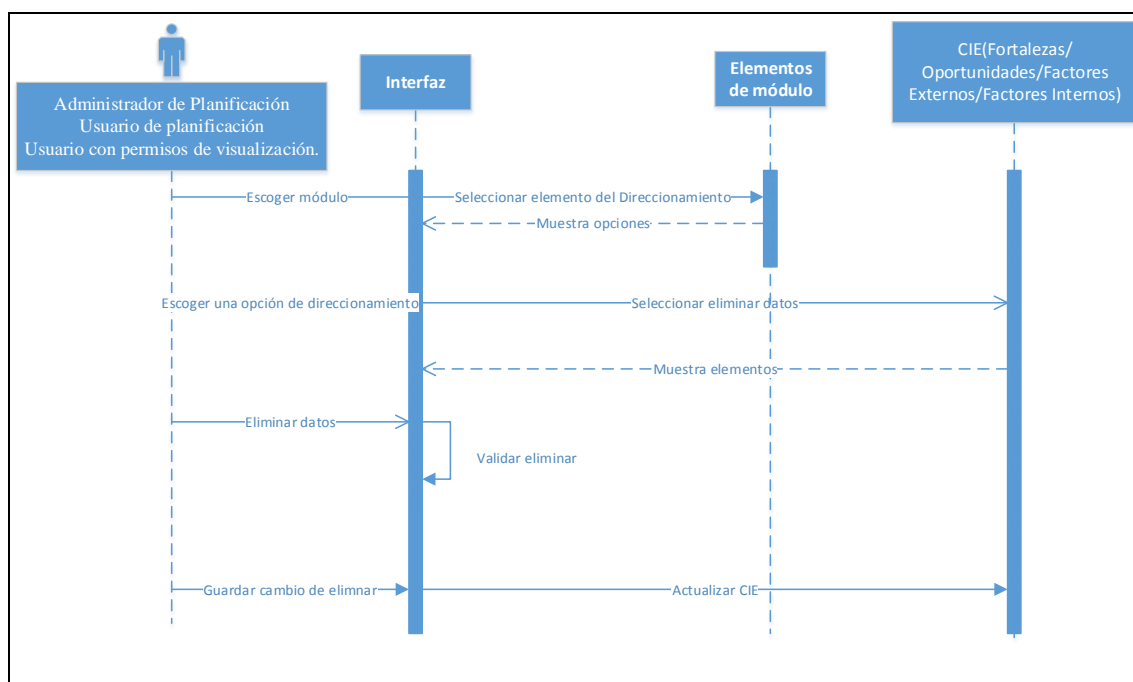 Administrador de Planificación
Usuario de planificación
Usuario con permisos de visualización.
Interfaz
Elementos
de módulo
CIE(Fortalezas/
Oportunidades/Factores
Externos/Factores Internos)
Escoger módulo
Seleccionar elemento del Direccionamiento
Muestra opciones
Escoger una opción de direccionamiento
Seleccionar eliminar datos
Muestra elementos
Eliminar datos
Validar eliminar
Guardar cambio de elimnar
Actualizar CIE